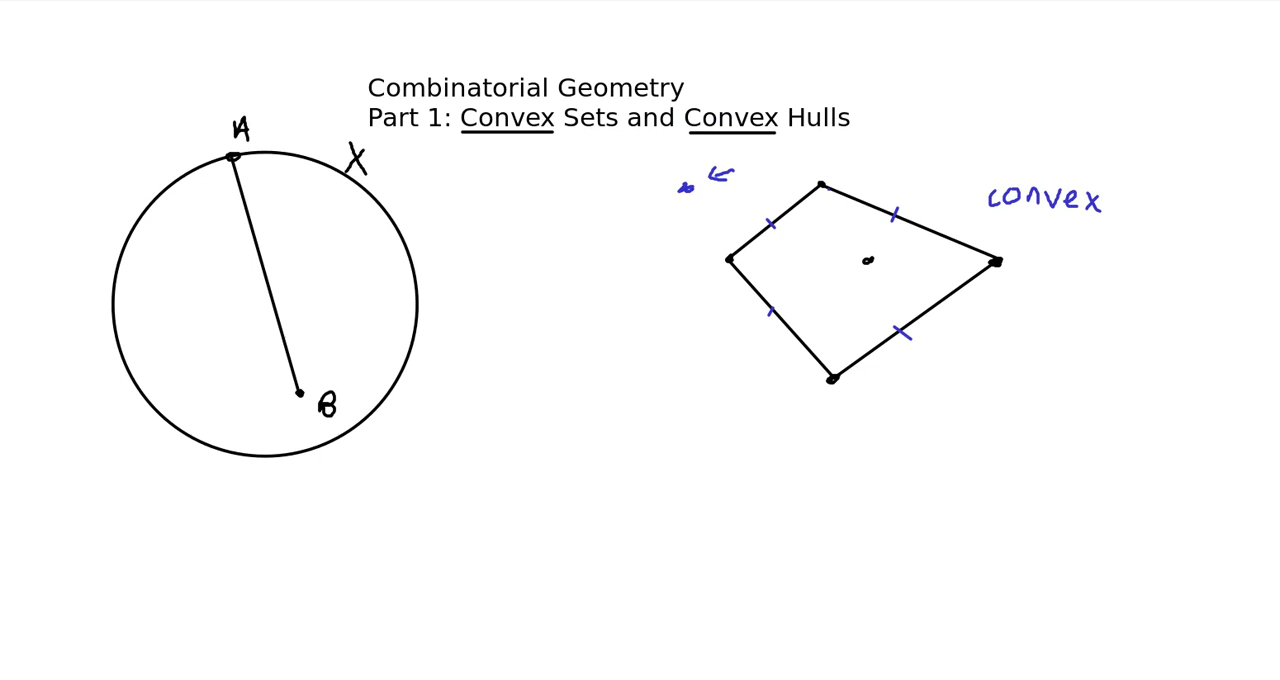 Combinatorial Geometry
Part 1: Convex Sets and Convex Hulls
A
X
B
convex